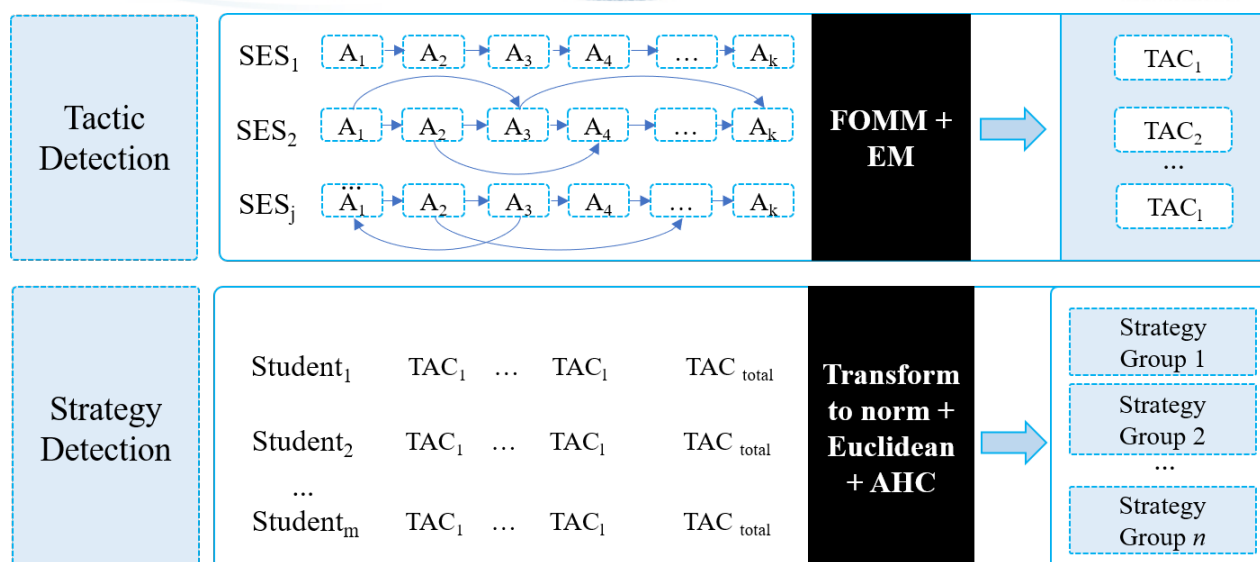 Tactic
Detection
SES1 A1 A2 A3 A4 … Ak
SES2 A1 A2 A3 A4 … Ak
...
SESj A1 A2 A3 A4 … Ak
FOMM +
EM
TAC1
TAC2
...
TACl
Strategy
Detection
Student1 TAC1 … TACl TAC total
Student2 TAC1 … TACl TAC total
...
Studentm TAC1 … TACl TAC total
Transform
to norm +
Euclidean
+ AHC
Strategy
Group 1
Strategy
Group 2
...
Strategy
Group n